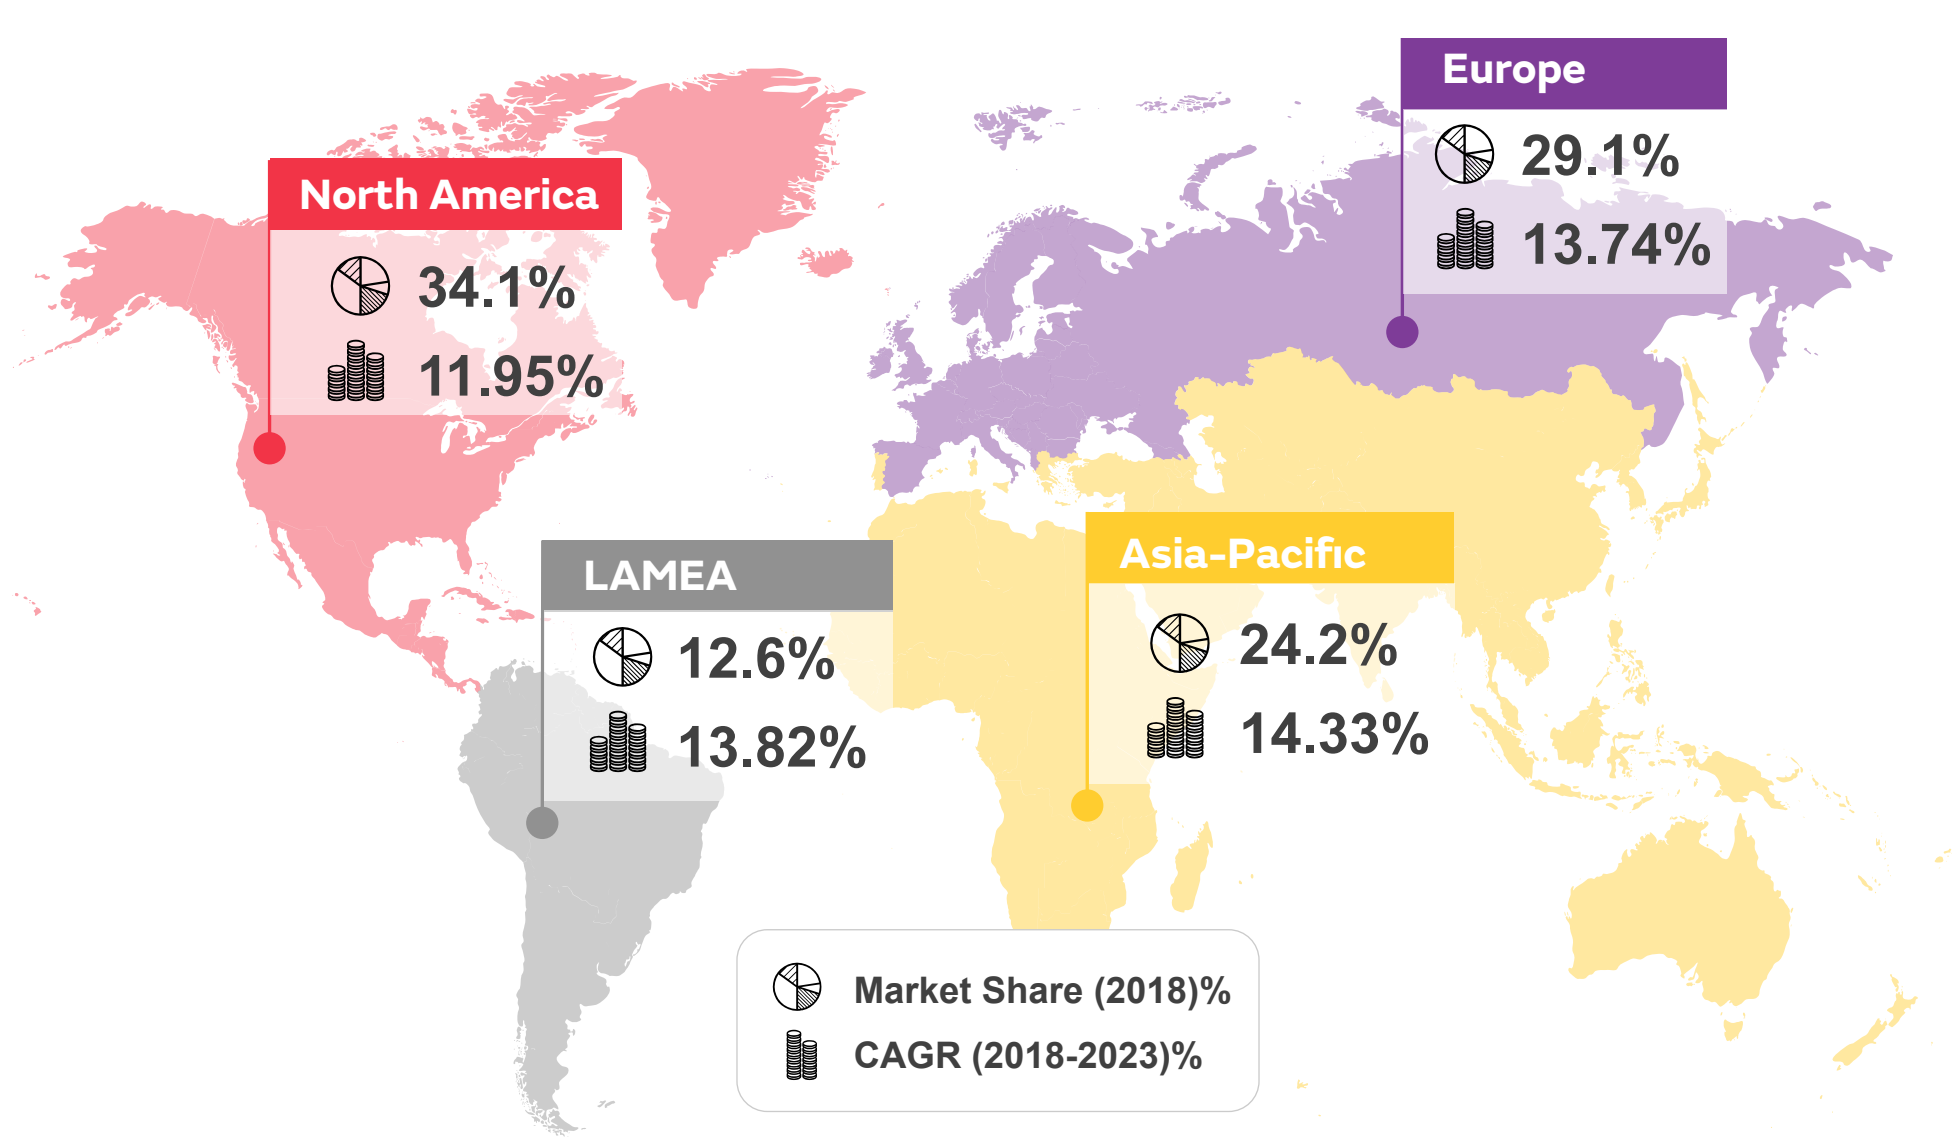 Europe
29.1%
13.74%
North America
34.1%
11.95%
LAMEA
12.6%
13.82%
Asia-Pacific
24.2%
14.33%
Market Share (2018)%
CAGR (2018-2023)%